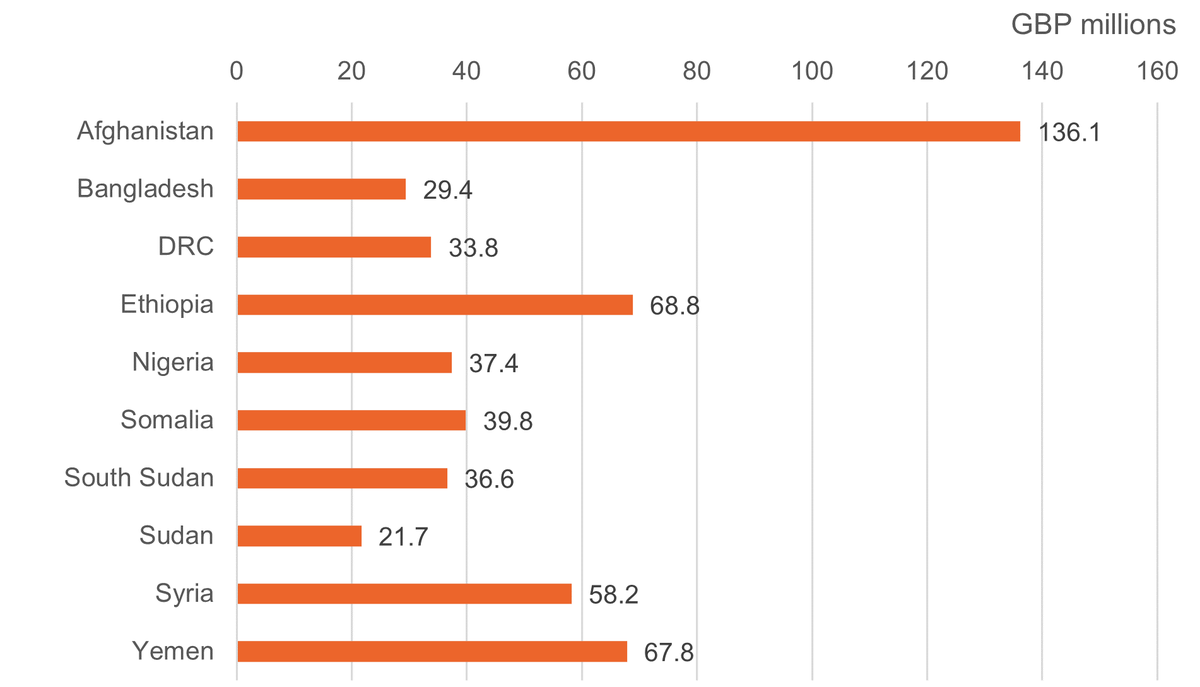 GBP millions
0 20 40 60 80 100 120 140 160
Afghanistan 136.1
Bangladesh 29.4
DRC 33.8
Ethiopia 68.8
Nigeria 37.4
Somalia 39.8
South Sudan 36.6
Sudan 21.7
Syria 58.2
Yemen 67.8